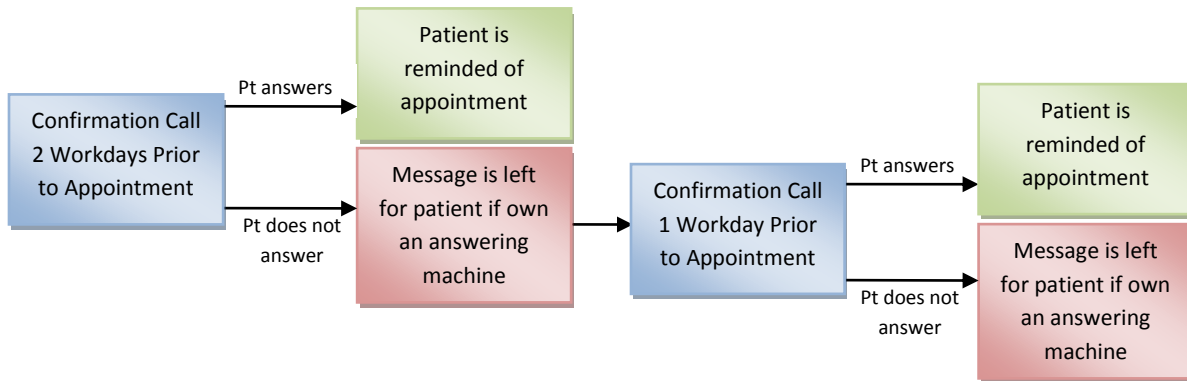 Confirmation Call
2 Workdays Prior
to Appointment
Pt answers
Patient is
reminded of
appointment
Pt does not
answer
Message is left
for patient if own
an answering
machine
Confirmation Call
1 Workday Prior
to Appointment
Pt answers
Patient is
reminded of
appointment
Pt does not
answer
Message is left
for patient if own
an answering
machine